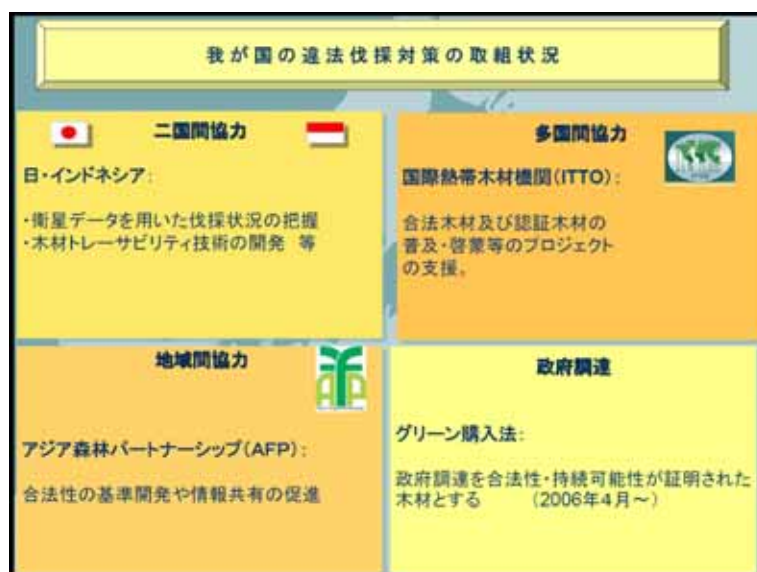 我が国の違法伐採対策の取組状況
二国間協力
日・インドネシア:
・衛星データを用いた伐採状況の把握
・木材トレーサビリティ技術の開発 等
多国間協力
国際熱帯木材機関(ITTO):
合法木材及び認証木材の
普及・啓蒙等のプロジェクト
の支援。
地域間協力
AFP
アジア森林パートナーシップ(AFP):
合法性の基準開発や情報共有の促進
政府調達
グリーン購入法:
政府調達を合法性・持続可能性が証明された
木材とする (2006年4月~)